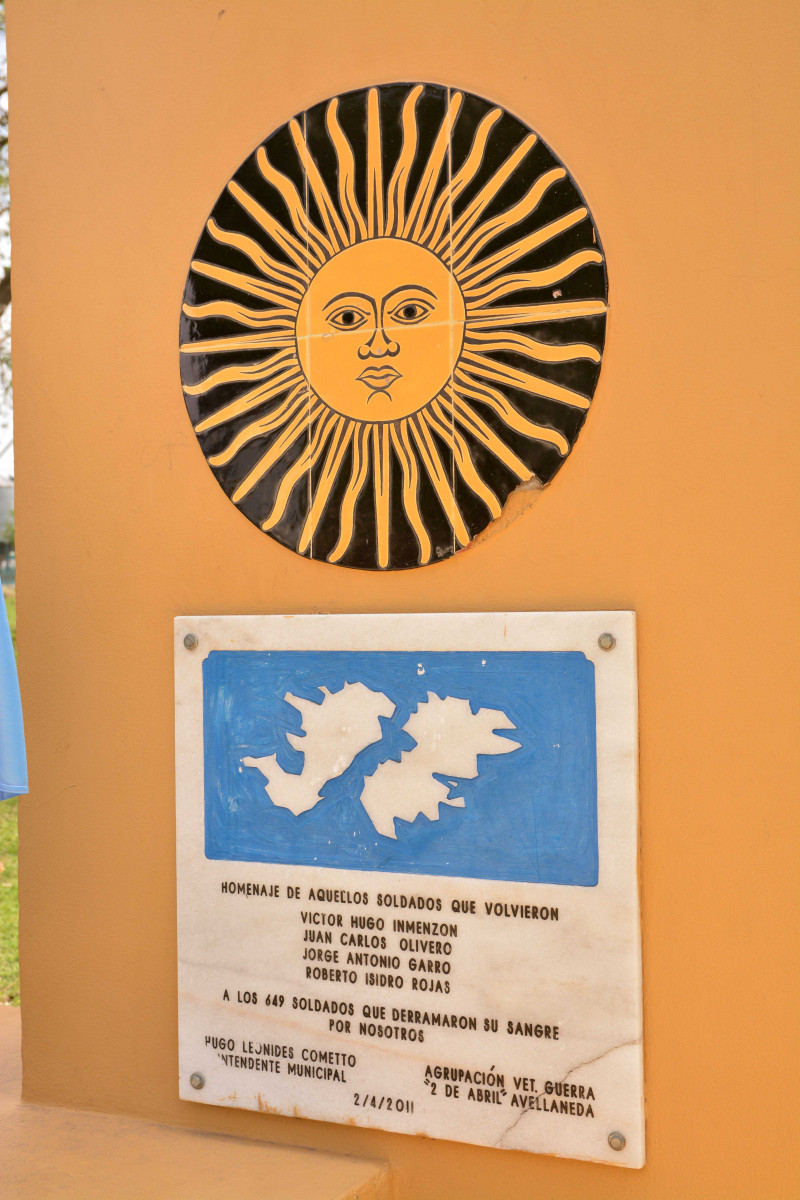 HOMENAJE DE AQUELLOS SOLDADOS QUE VOLVIERON
VICTOR HUGO INMENZON
JUAN CARLOS OLIVERO
JORGE ANTONIO GARRO
ROBERTO ISIDRO ROJAS
A LOS 649 SOLDADOS QUE DERRAMARON SU SANGRE
POR NOSOTROS
HUGO LEONIDES COMETTO
INTENDENTE MUNICIPAL
2/4/2011
AGRUPACIÓN VET. GUERRA
"2 DE ABRIL" AVELLANEDA